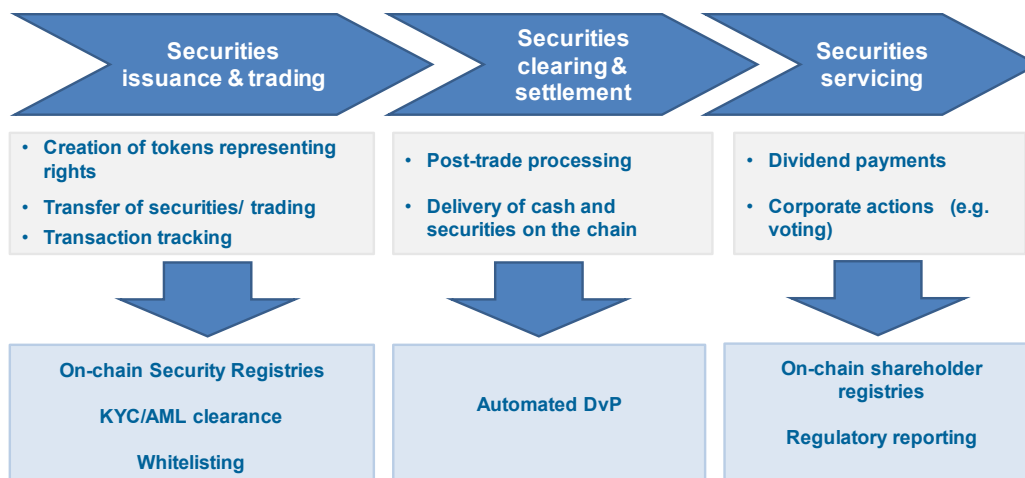 Securities
issuance & trading
Securities
clearing &
settlement
Securities
servicing
• Creation of tokens representing
rights
• Transfer of securities/ trading
• Transaction tracking
• Post-trade processing
• Delivery of cash and
securities on the chain
• Dividend payments
• Corporate actions (e.g.
voting)
On-chain Security Registries
KYC/AML clearance
Whitelisting
Automated DvP
On-chain shareholder
registries
Regulatory reporting